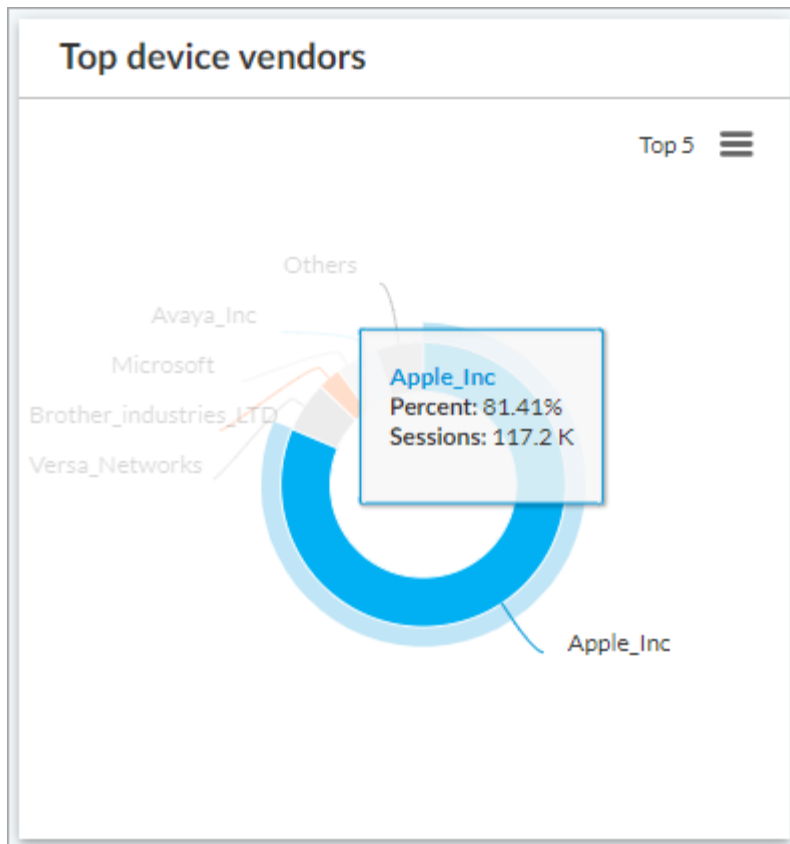 Top device vendors
Top 5
Others
Avaya_Inc
Microsoft
Brother_industries_LTD
Versa_Networks
Apple_Inc
Percent: 81.41%
Sessions: 117.2 K
Apple_Inc